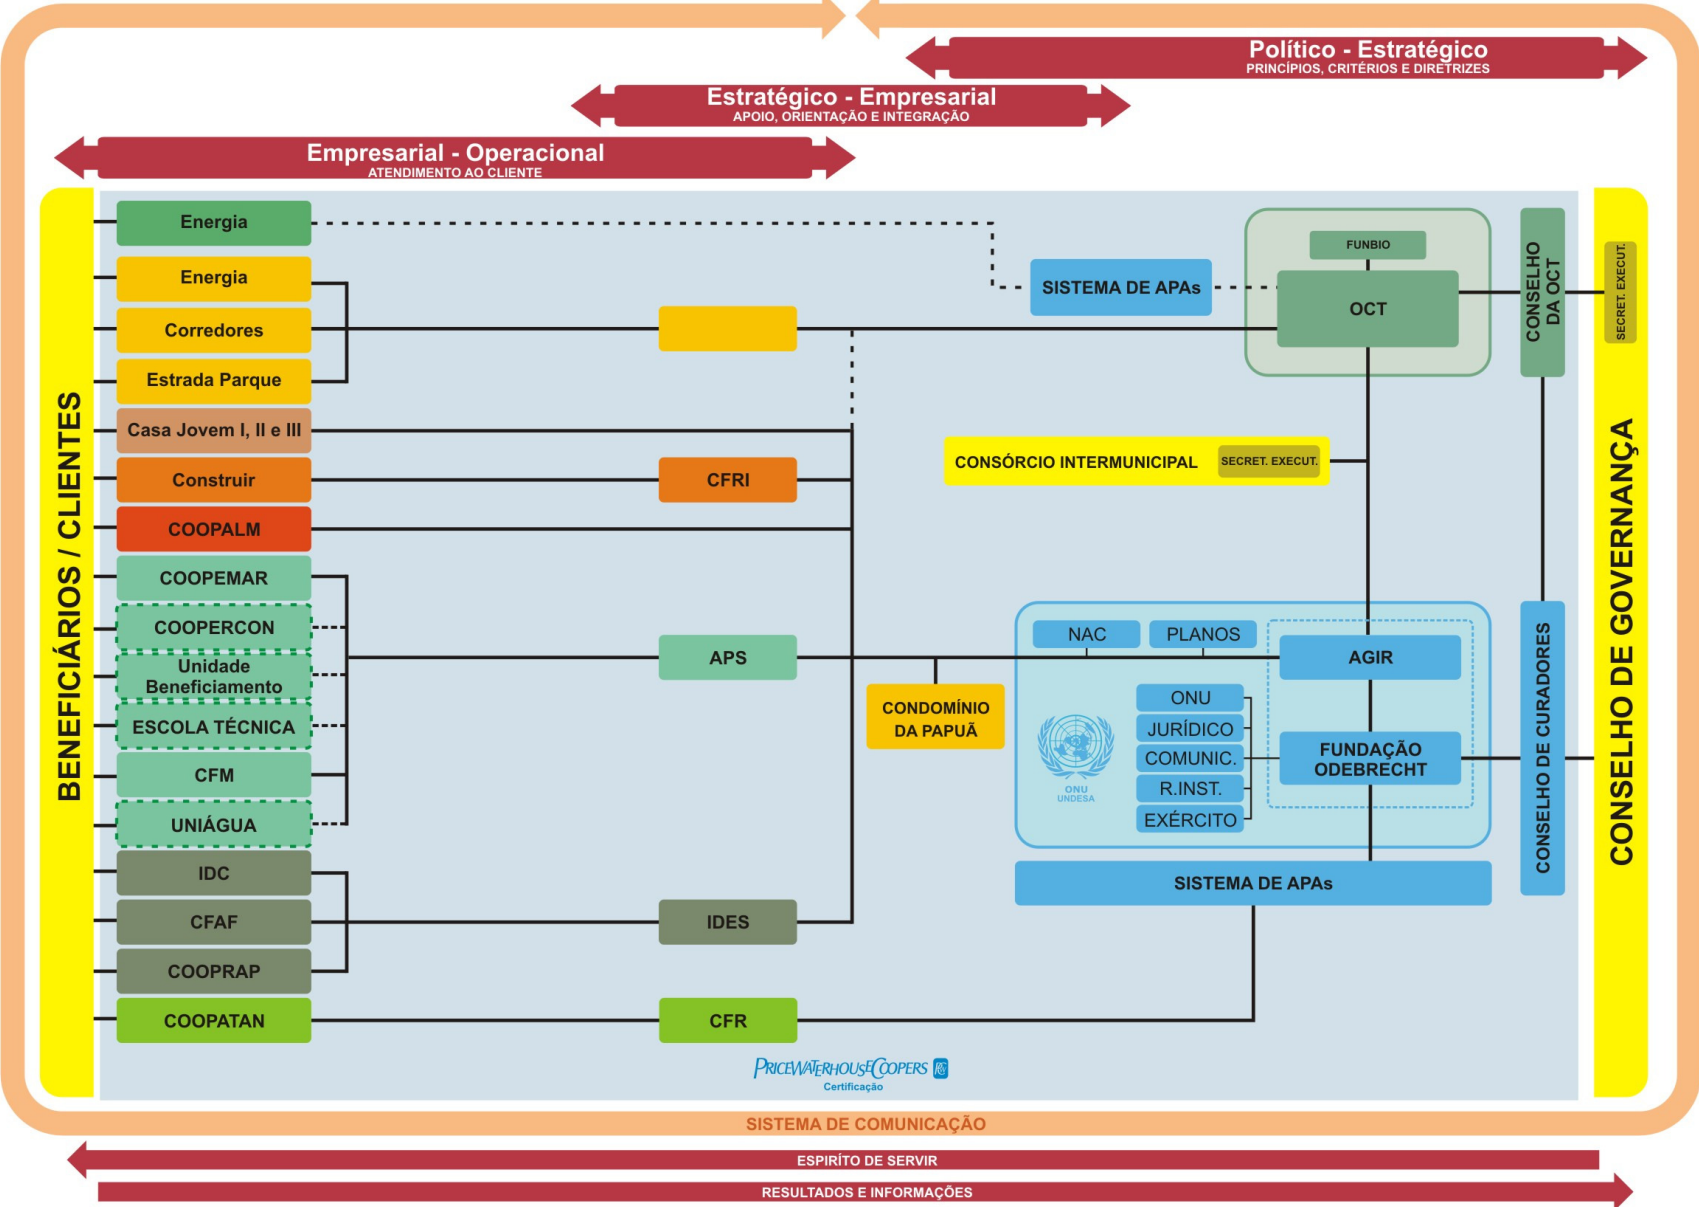 Político - Estratégico
PRINCÍPIOS, CRITÉRIOS E DIRETRIZES
Estratégico - Empresarial
APOIO, ORIENTAÇÃO E INTEGRAÇÃO
Empresarial - Operacional
ATENDIMENTO AO CLIENTE
BENEFICIÁRIOS / CLIENTES
Energia
Energia
Corredores
Estrada Parque
Casa Jovem I, II e III
Construir
COOPALM
COOPEMAR
COOPERCON
Unidade
Beneficiamento
ESCOLA TÉCNICA
CFM
UNIÁGUA
IDC
CFAF
COOPRAP
COOPATAN
CFRI
APS
IDES
CFR
CONDOMÍNIO
DA PAPUÃ
SISTEMA DE APAs
FUNBIO
OCT
CONSÓRCIO INTERMUNICIPAL
SECRET. EXECUT.
NAC
PLANOS
AGIR
ONU
JURÍDICO
COMUNIC.
R.INST.
EXÉRCITO
ONU
UNDESA
FUNDAÇÃO
ODEBRECHT
SISTEMA DE APAs
CONSELHO
DA OCT
CONSELHO DE CURADORES
SECRET. EXECUT.
CONSELHO DE GOVERNANÇA
PRICEWATERHOUSECOOPERS
Certificação
SISTEMA DE COMUNICAÇÃO
ESPIRÍTO DE SERVIR
RESULTADOS E INFORMAÇÕES